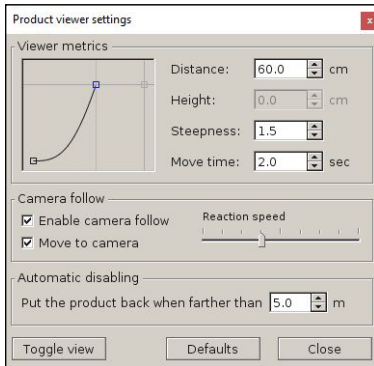 Product viewer settings
x
Viewer metrics
Distance: 60.0 cm
Height: 0.0 cm
Steepness: 1.5
Move time: 2.0 sec
Camera follow
Enable camera follow
Reaction speed
Move to camera
Automatic disabling
Put the product back when farther than 5.0 m
Toggle view Defaults Close